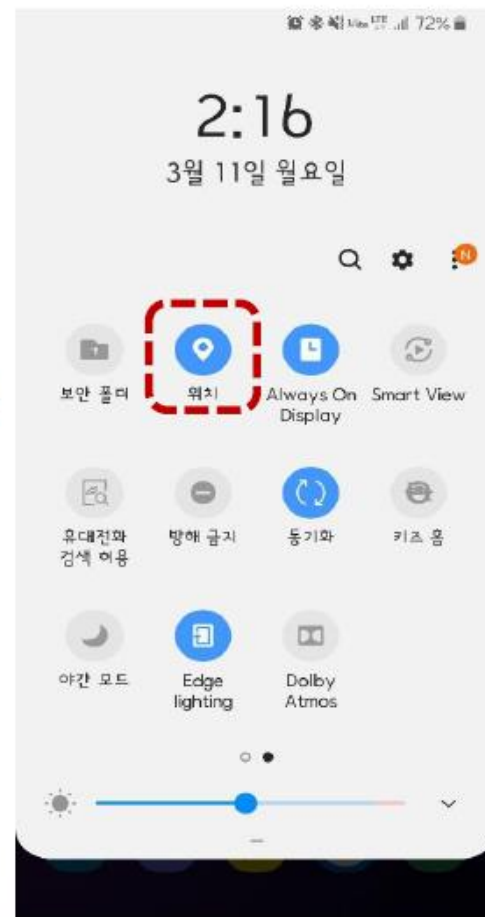 LTE 72%
2:16
3월 11일 월요일
N
보안 폴더
위치
Always On
Display
Smart View
휴대전화
검색 허용
방해 금지
동기화
키즈 홈
야간 모드
Edge
lighting
Dolby
Atmos